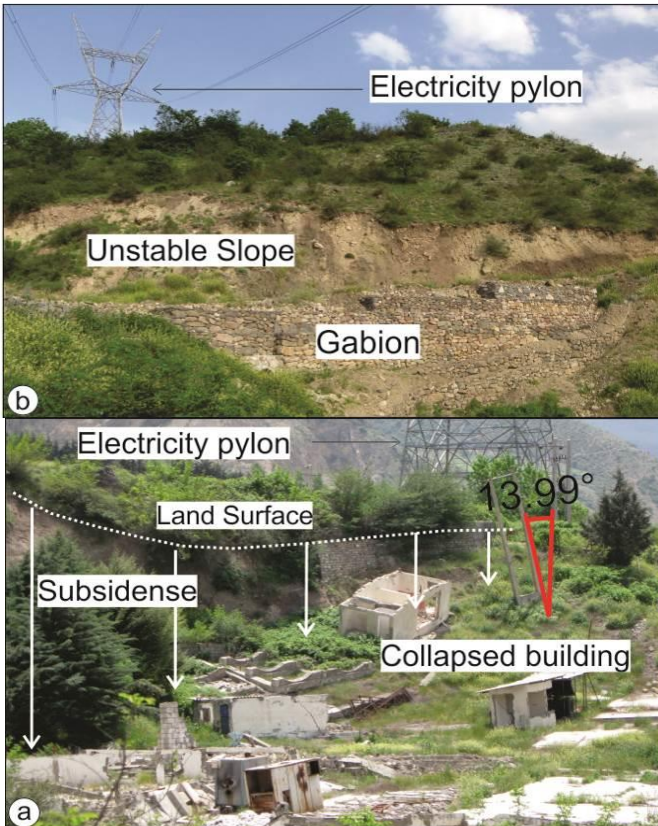 Electricity pylon
Unstable Slope
Gabion
b
Electricity pylon
13.99°
Land Surface
Subsidense
Collapsed building
a